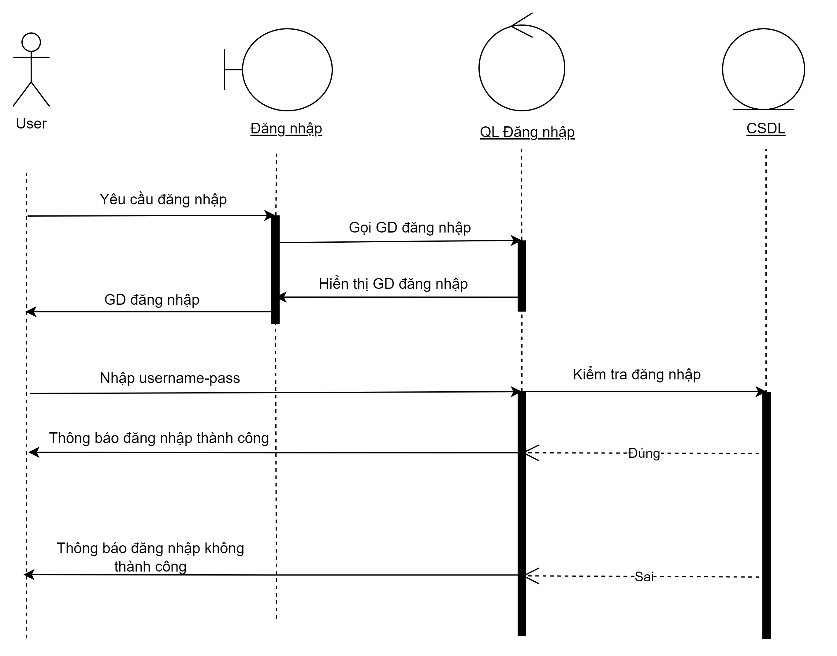 User
Đăng nhập
QL Đăng nhập
CSDL
Yêu cầu đăng nhập
Gọi GD đăng nhập
Hiển thị GD đăng nhập
GD đăng nhập
Nhập username-pass
Kiểm tra đăng nhập
Thông báo đăng nhập thành công
Đúng
Thông báo đăng nhập không
thành công
Sai